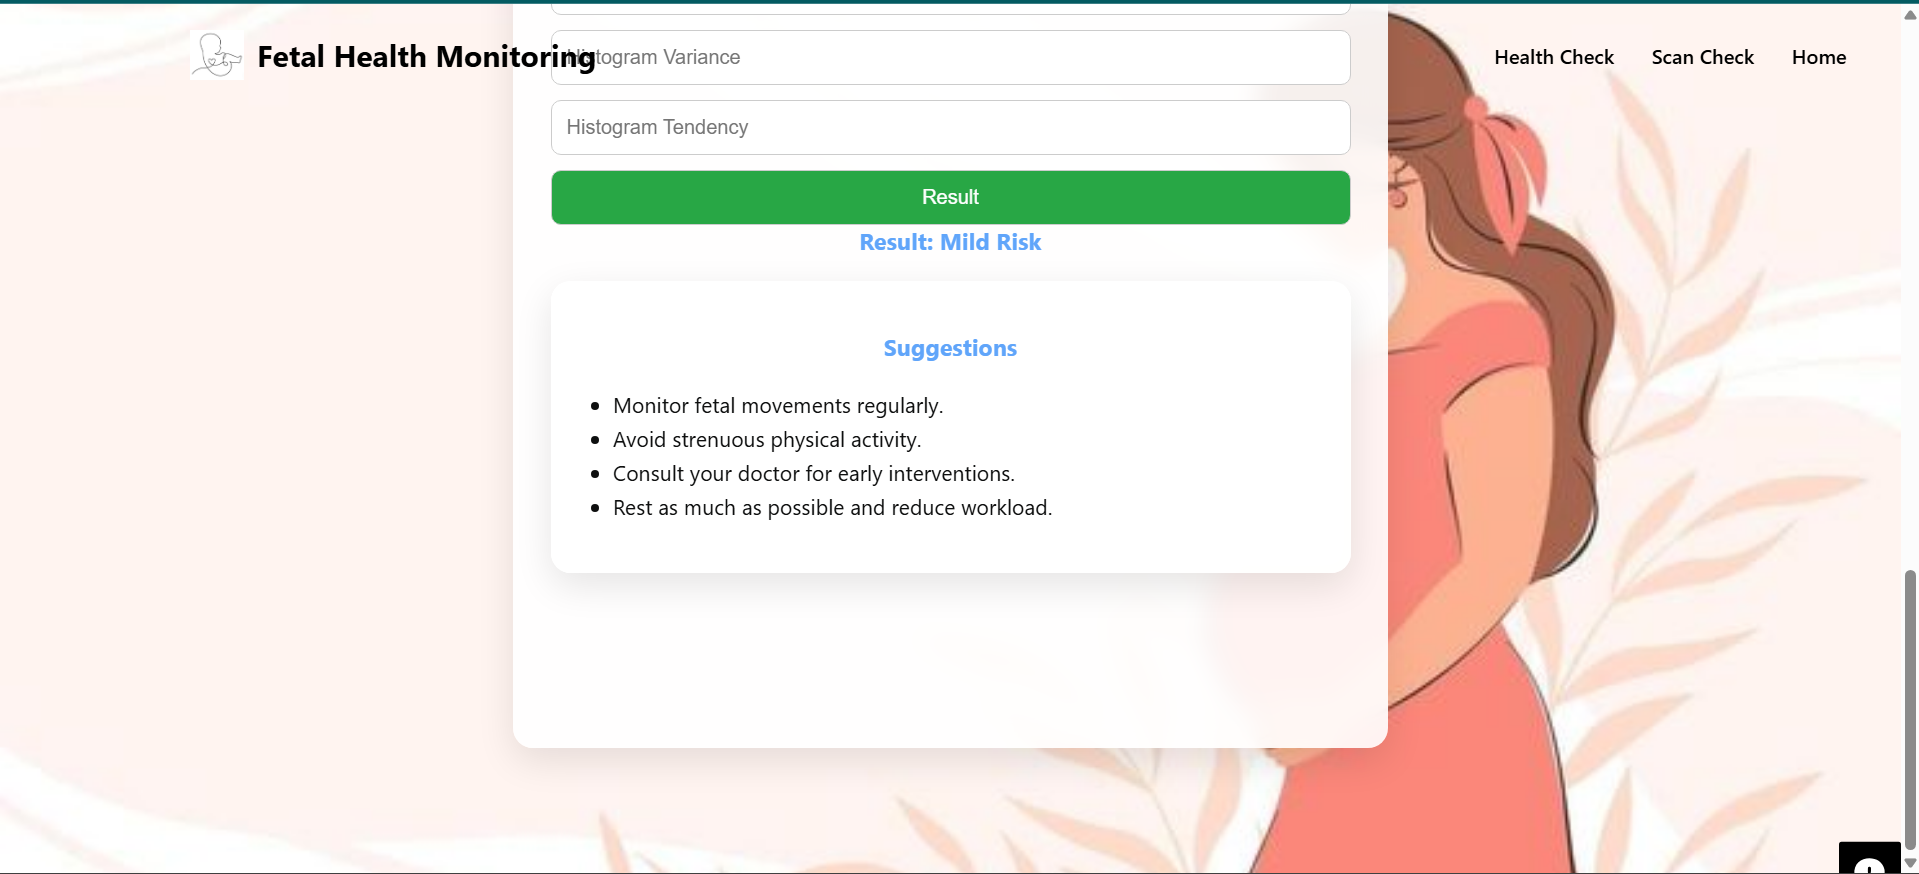 Fetal Health Monitoring
Health Check
Scan Check
Home
Histogram Variance
Histogram Tendency
Result
Result: Mild Risk
Suggestions
Monitor fetal movements regularly.
Avoid strenuous physical activity.
Consult your doctor for early interventions.
Rest as much as possible and reduce workload.